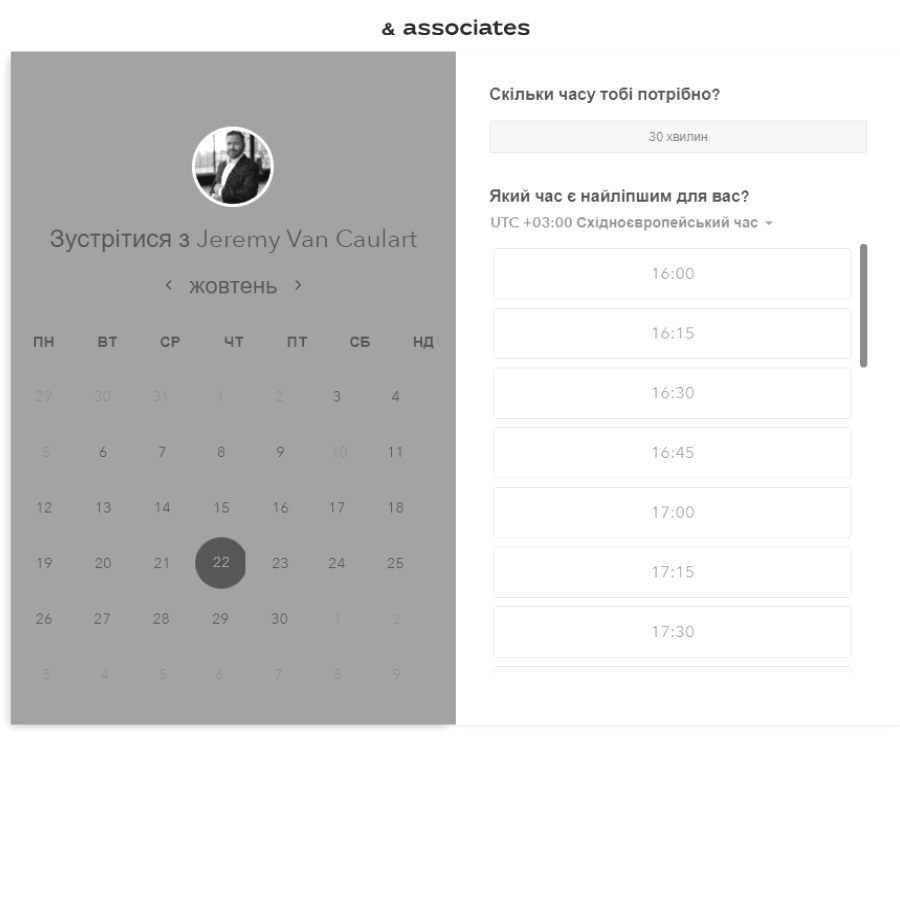 & associates
Зустрітися з Jeremy Van Caulart
жовтень
ПН ВТ СР ЧТ ПТ СБ НД
29 30 31 1 2 3 4
5 6 7 8 9 10 11
12 13 14 15 16 17 18
19 20 21 22 23 24 25
26 27 28 29 30 1 2
3 4 5 6 7 8 9
Скільки часу тобі потрібно?
30 хвилин
Який час є найліпшим для вас?
UTC +03:00 Східноєвропейський час
16:00
16:15
16:30
16:45
17:00
17:15
17:30